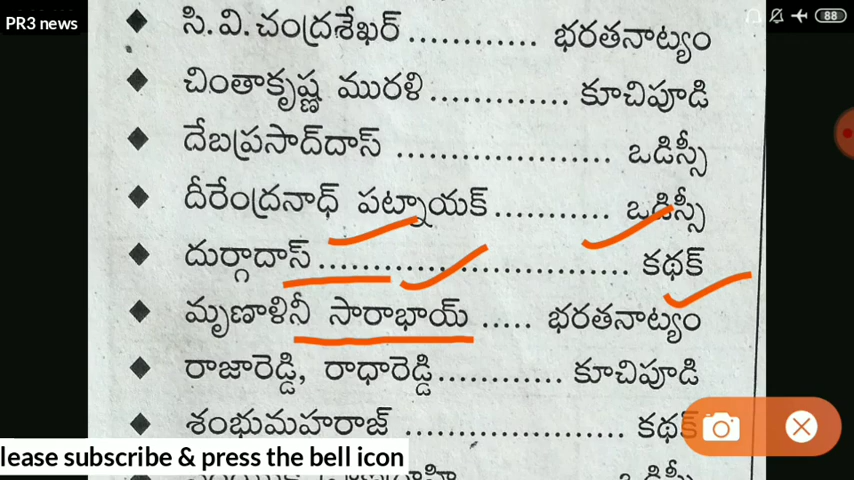 PR3 news
88
సి.వి.చంద్రశేఖర్............ భరతనాట్యం
చింతాకృష్ణ మురళి............. కూచిపూడి
దేబప్రసాద్‌దాస్ .................... ఒడిస్సీ
దీరేంద్రనాధ్ పట్నాయక్........... ఒడిస్సీ
దుర్గాదాస్............................. కథక్
మృణాళినీ సారాభాయ్ ..... భరతనాట్యం
రాజారెడ్డి, రాధారెడ్డి............ కూచిపూడి
శంభుమహరాజ్ ...................... కథక్
lease subscribe & press the bell icon